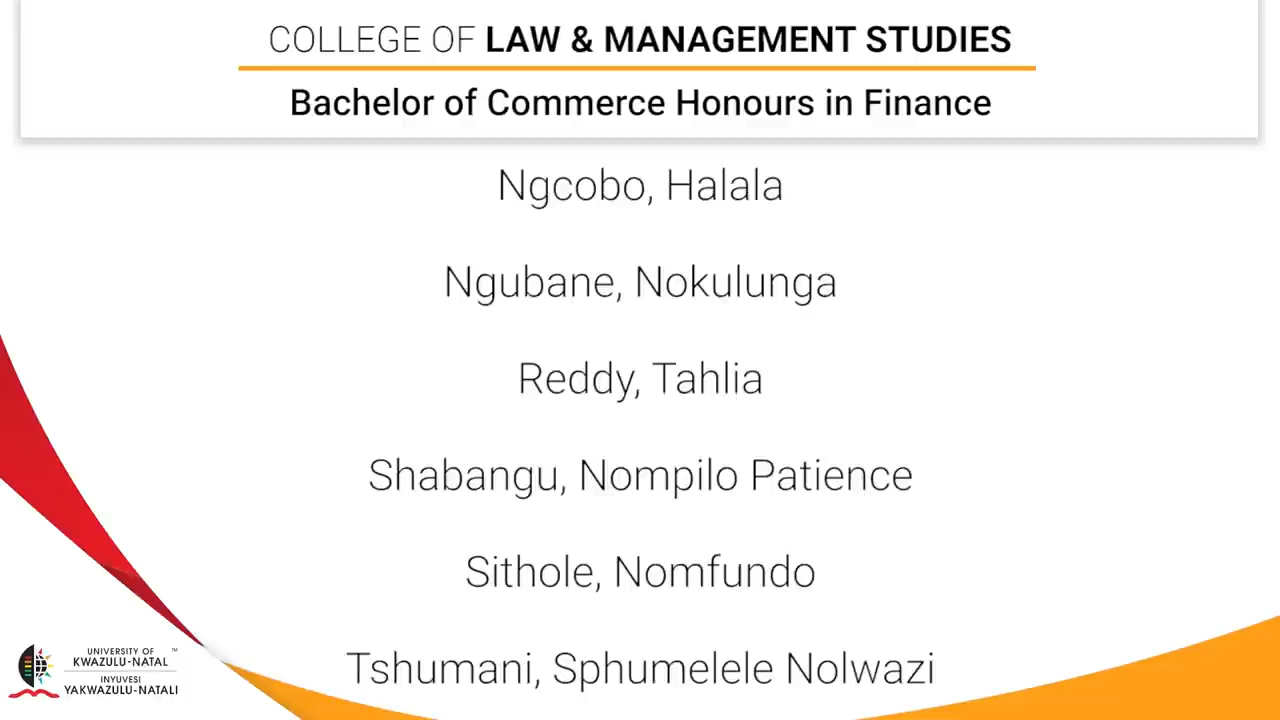 COLLEGE OF LAW & MANAGEMENT STUDIES
Bachelor of Commerce Honours in Finance
Ngcobo, Halala
Ngubane, Nokulunga
Reddy, Tahlia
Shabangu, Nompilo Patience
Sithole, Nomfundo
Tshumani, Sphumelele Nolwazi
UNIVERSITY OF ™
KWAZULU-NATAL
INYUVESI
YAKWAZULU-NATALI